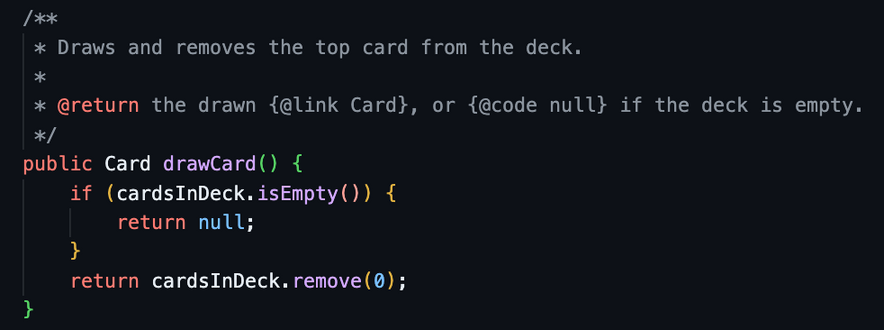 /**
 * Draws and removes the top card from the deck.
 *
 * @return the drawn {@link Card}, or {@code null} if the deck is empty.
 */
public Card drawCard() {
    if (cardsInDeck.isEmpty()) {
        return null;
    }
    return cardsInDeck.remove(0);
}